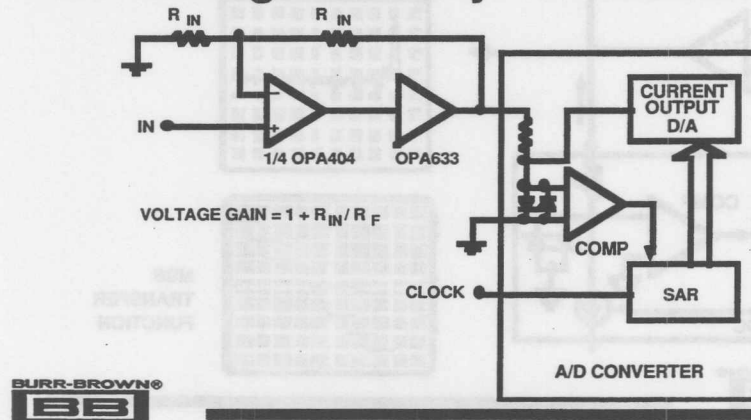 R IN
R IN
IN
1/4 OPA404
OPA633
CURRENT
OUTPUT
D/A
VOLTAGE GAIN = 1 + R IN / R F
COMP
CLOCK
SAR
A/D CONVERTER
BURR-BROWN®
BB